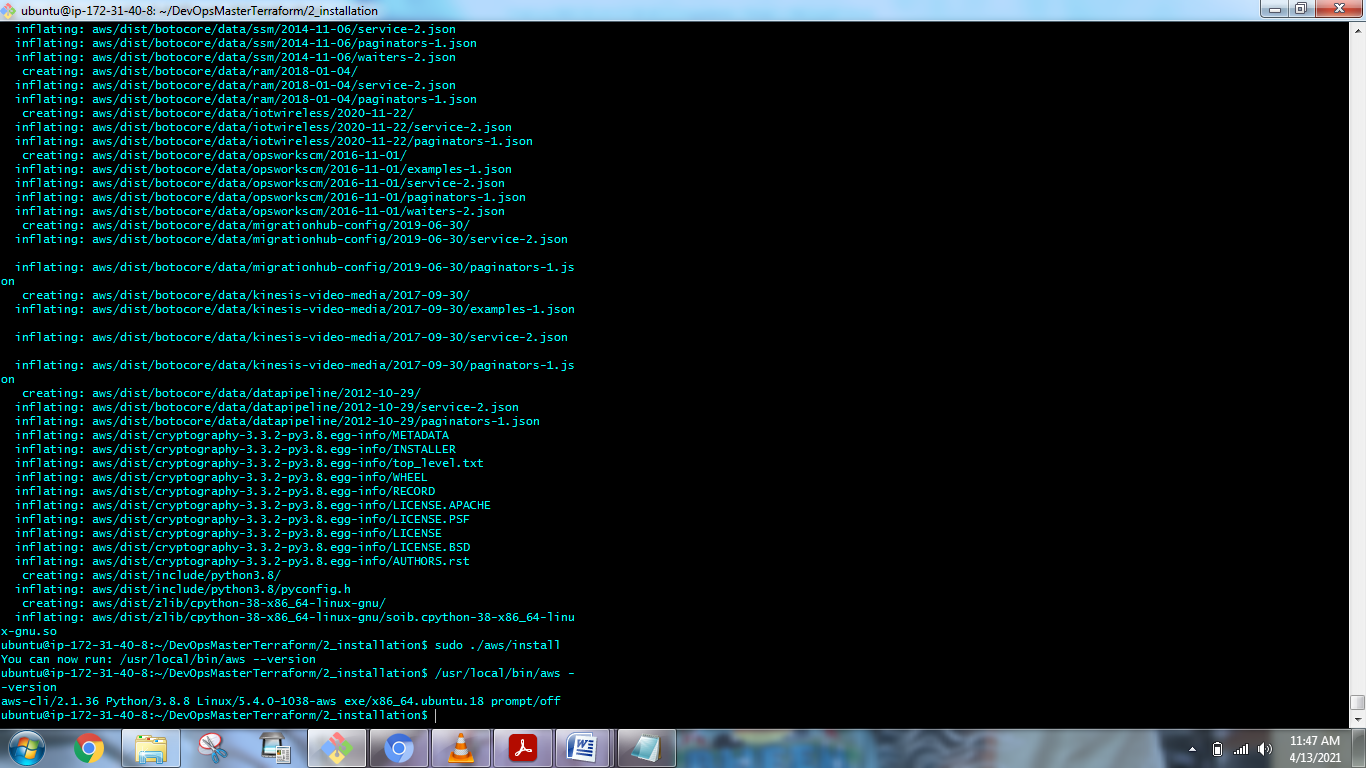 ubuntu@ip-172-31-40-8: ~/DevOpsMasterTerraform/2_installation
inflating: aws/dist/botocore/data/ssm/2014-11-06/service-2.json
inflating: aws/dist/botocore/data/ssm/2014-11-06/paginators-1.json
inflating: aws/dist/botocore/data/ssm/2014-11-06/waiters-2.json
creating: aws/dist/botocore/data/ram/2018-01-04/
inflating: aws/dist/botocore/data/ram/2018-01-04/service-2.json
inflating: aws/dist/botocore/data/ram/2018-01-04/paginators-1.json
creating: aws/dist/botocore/data/iotwireless/2020-11-22/
inflating: aws/dist/botocore/data/iotwireless/2020-11-22/service-2.json
inflating: aws/dist/botocore/data/iotwireless/2020-11-22/paginators-1.json
creating: aws/dist/botocore/data/opsworkscm/2016-11-01/
inflating: aws/dist/botocore/data/opsworkscm/2016-11-01/examples-1.json
inflating: aws/dist/botocore/data/opsworkscm/2016-11-01/service-2.json
inflating: aws/dist/botocore/data/opsworkscm/2016-11-01/paginators-1.json
inflating: aws/dist/botocore/data/opsworkscm/2016-11-01/waiters-2.json
creating: aws/dist/botocore/data/migrationhub-config/2019-06-30/
inflating: aws/dist/botocore/data/migrationhub-config/2019-06-30/service-2.json
inflating: aws/dist/botocore/data/migrationhub-config/2019-06-30/paginators-1.js
on
creating: aws/dist/botocore/data/kinesis-video-media/2017-09-30/
inflating: aws/dist/botocore/data/kinesis-video-media/2017-09-30/examples-1.json
inflating: aws/dist/botocore/data/kinesis-video-media/2017-09-30/service-2.json
inflating: aws/dist/botocore/data/kinesis-video-media/2017-09-30/paginators-1.js
on
creating: aws/dist/botocore/data/datapipeline/2012-10-29/
inflating: aws/dist/botocore/data/datapipeline/2012-10-29/service-2.json
inflating: aws/dist/botocore/data/datapipeline/2012-10-29/paginators-1.json
inflating: aws/dist/cryptography-3.3.2-py3.8.egg-info/METADATA
inflating: aws/dist/cryptography-3.3.2-py3.8.egg-info/INSTALLER
inflating: aws/dist/cryptography-3.3.2-py3.8.egg-info/top_level.txt
inflating: aws/dist/cryptography-3.3.2-py3.8.egg-info/WHEEL
inflating: aws/dist/cryptography-3.3.2-py3.8.egg-info/RECORD
inflating: aws/dist/cryptography-3.3.2-py3.8.egg-info/LICENSE.APACHE
inflating: aws/dist/cryptography-3.3.2-py3.8.egg-info/LICENSE.PSF
inflating: aws/dist/cryptography-3.3.2-py3.8.egg-info/LICENSE
inflating: aws/dist/cryptography-3.3.2-py3.8.egg-info/LICENSE.BSD
inflating: aws/dist/cryptography-3.3.2-py3.8.egg-info/AUTHORS.rst
creating: aws/dist/include/python3.8/
inflating: aws/dist/include/python3.8/pyconfig.h
creating: aws/dist/zlib/cpython-38-x86_64-linux-gnu/
inflating: aws/dist/zlib/cpython-38-x86_64-linux-gnu/soib.cpython-38-x86_64-linu
x-gnu.so
ubuntu@ip-172-31-40-8:~/DevOpsMasterTerraform/2_installation$ sudo ./aws/install
You can now run: /usr/local/bin/aws --version
ubuntu@ip-172-31-40-8:~/DevOpsMasterTerraform/2_installation$ /usr/local/bin/aws -
-version
aws-cli/2.1.36 Python/3.8.8 Linux/5.4.0-1038-aws exe/x86_64.ubuntu.18 prompt/off
ubuntu@ip-172-31-40-8:~/DevOpsMasterTerraform/2_installation$
11:47 AM
4/13/2021